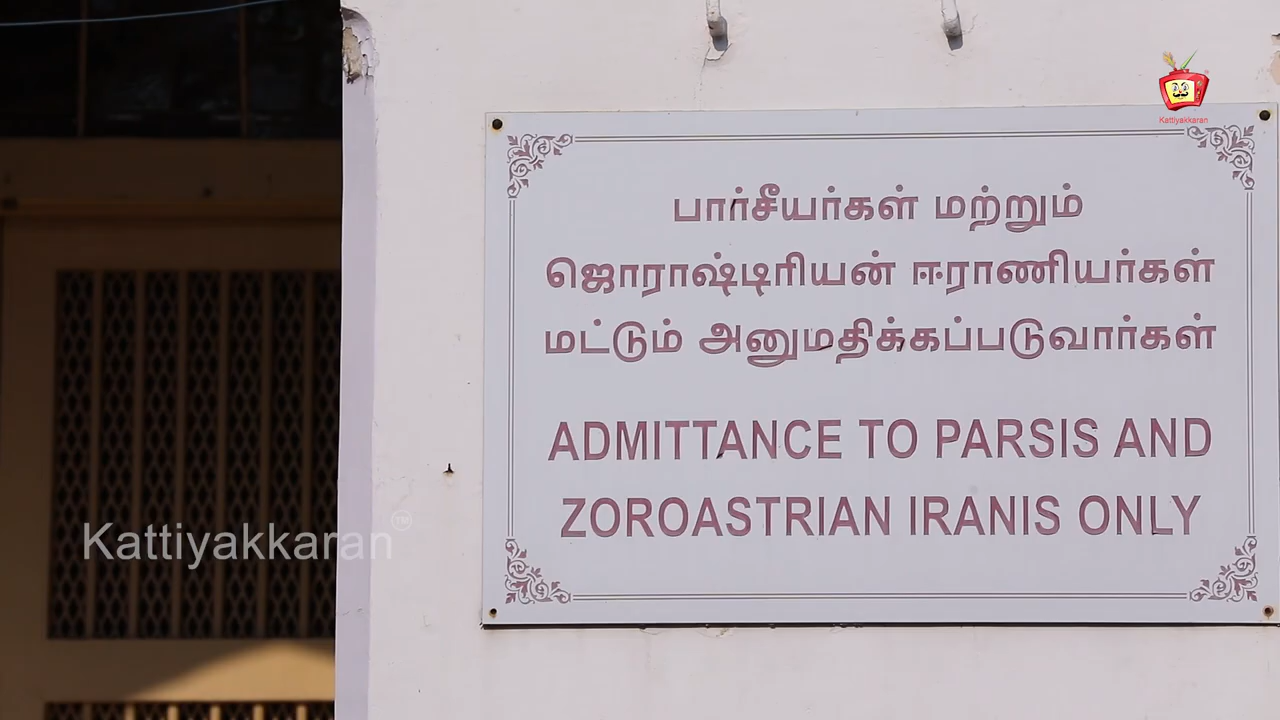 Kattiyakkaran
பார்சீயர்கள் மற்றும்
ஜொராஷ்டிரியன் ஈராணியர்கள்
மட்டும் அனுமதிக்கப்படுவார்கள்
ADMITTANCE TO PARSIS AND
ZOROASTRIAN IRANIS ONLY
Kattiyakkaran™